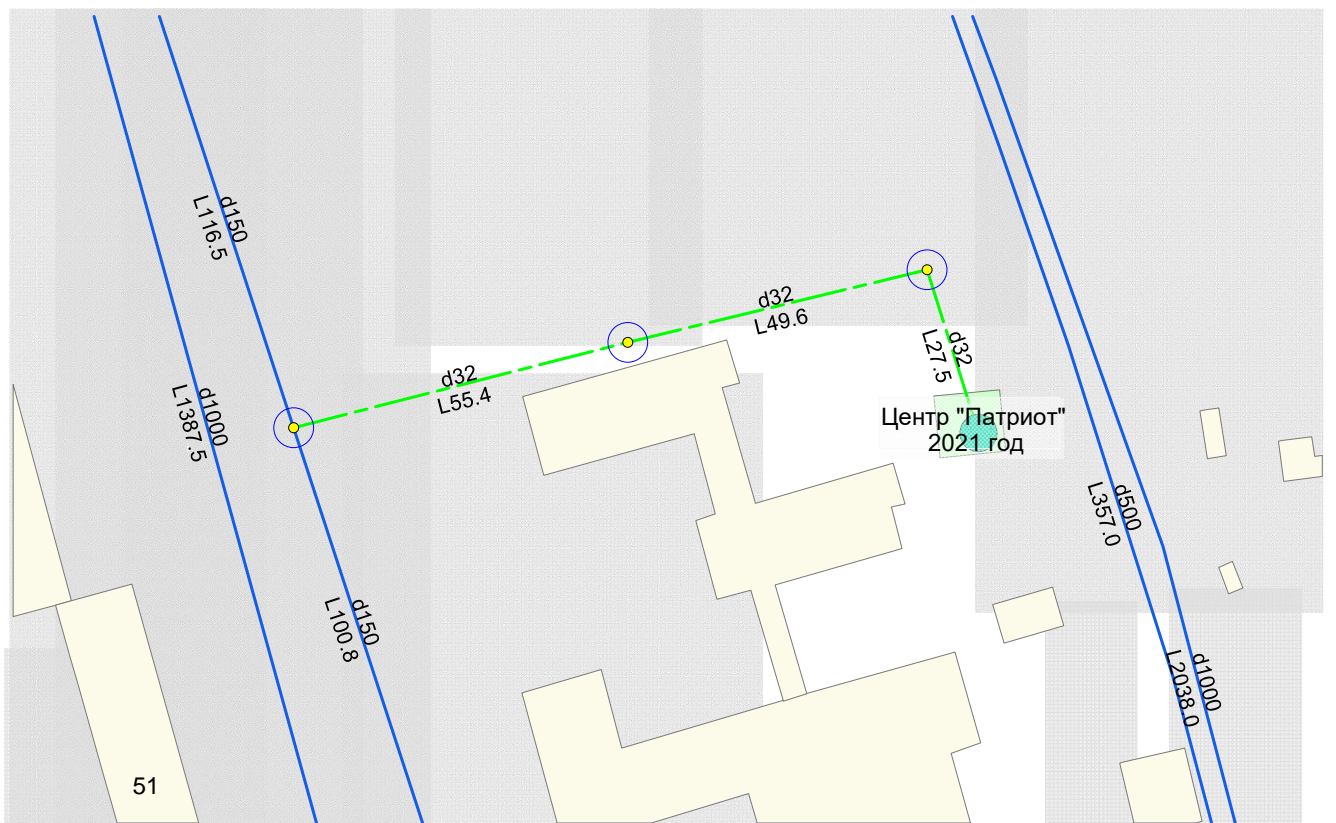 d150
L116.5
d32
L49.6
d32
L27.5
d32
L55.4
d1000
L1387.5
Центр "Патриот"
2021 год
d500
L357.0
d150
L100.8
d1000
L2038.0
51